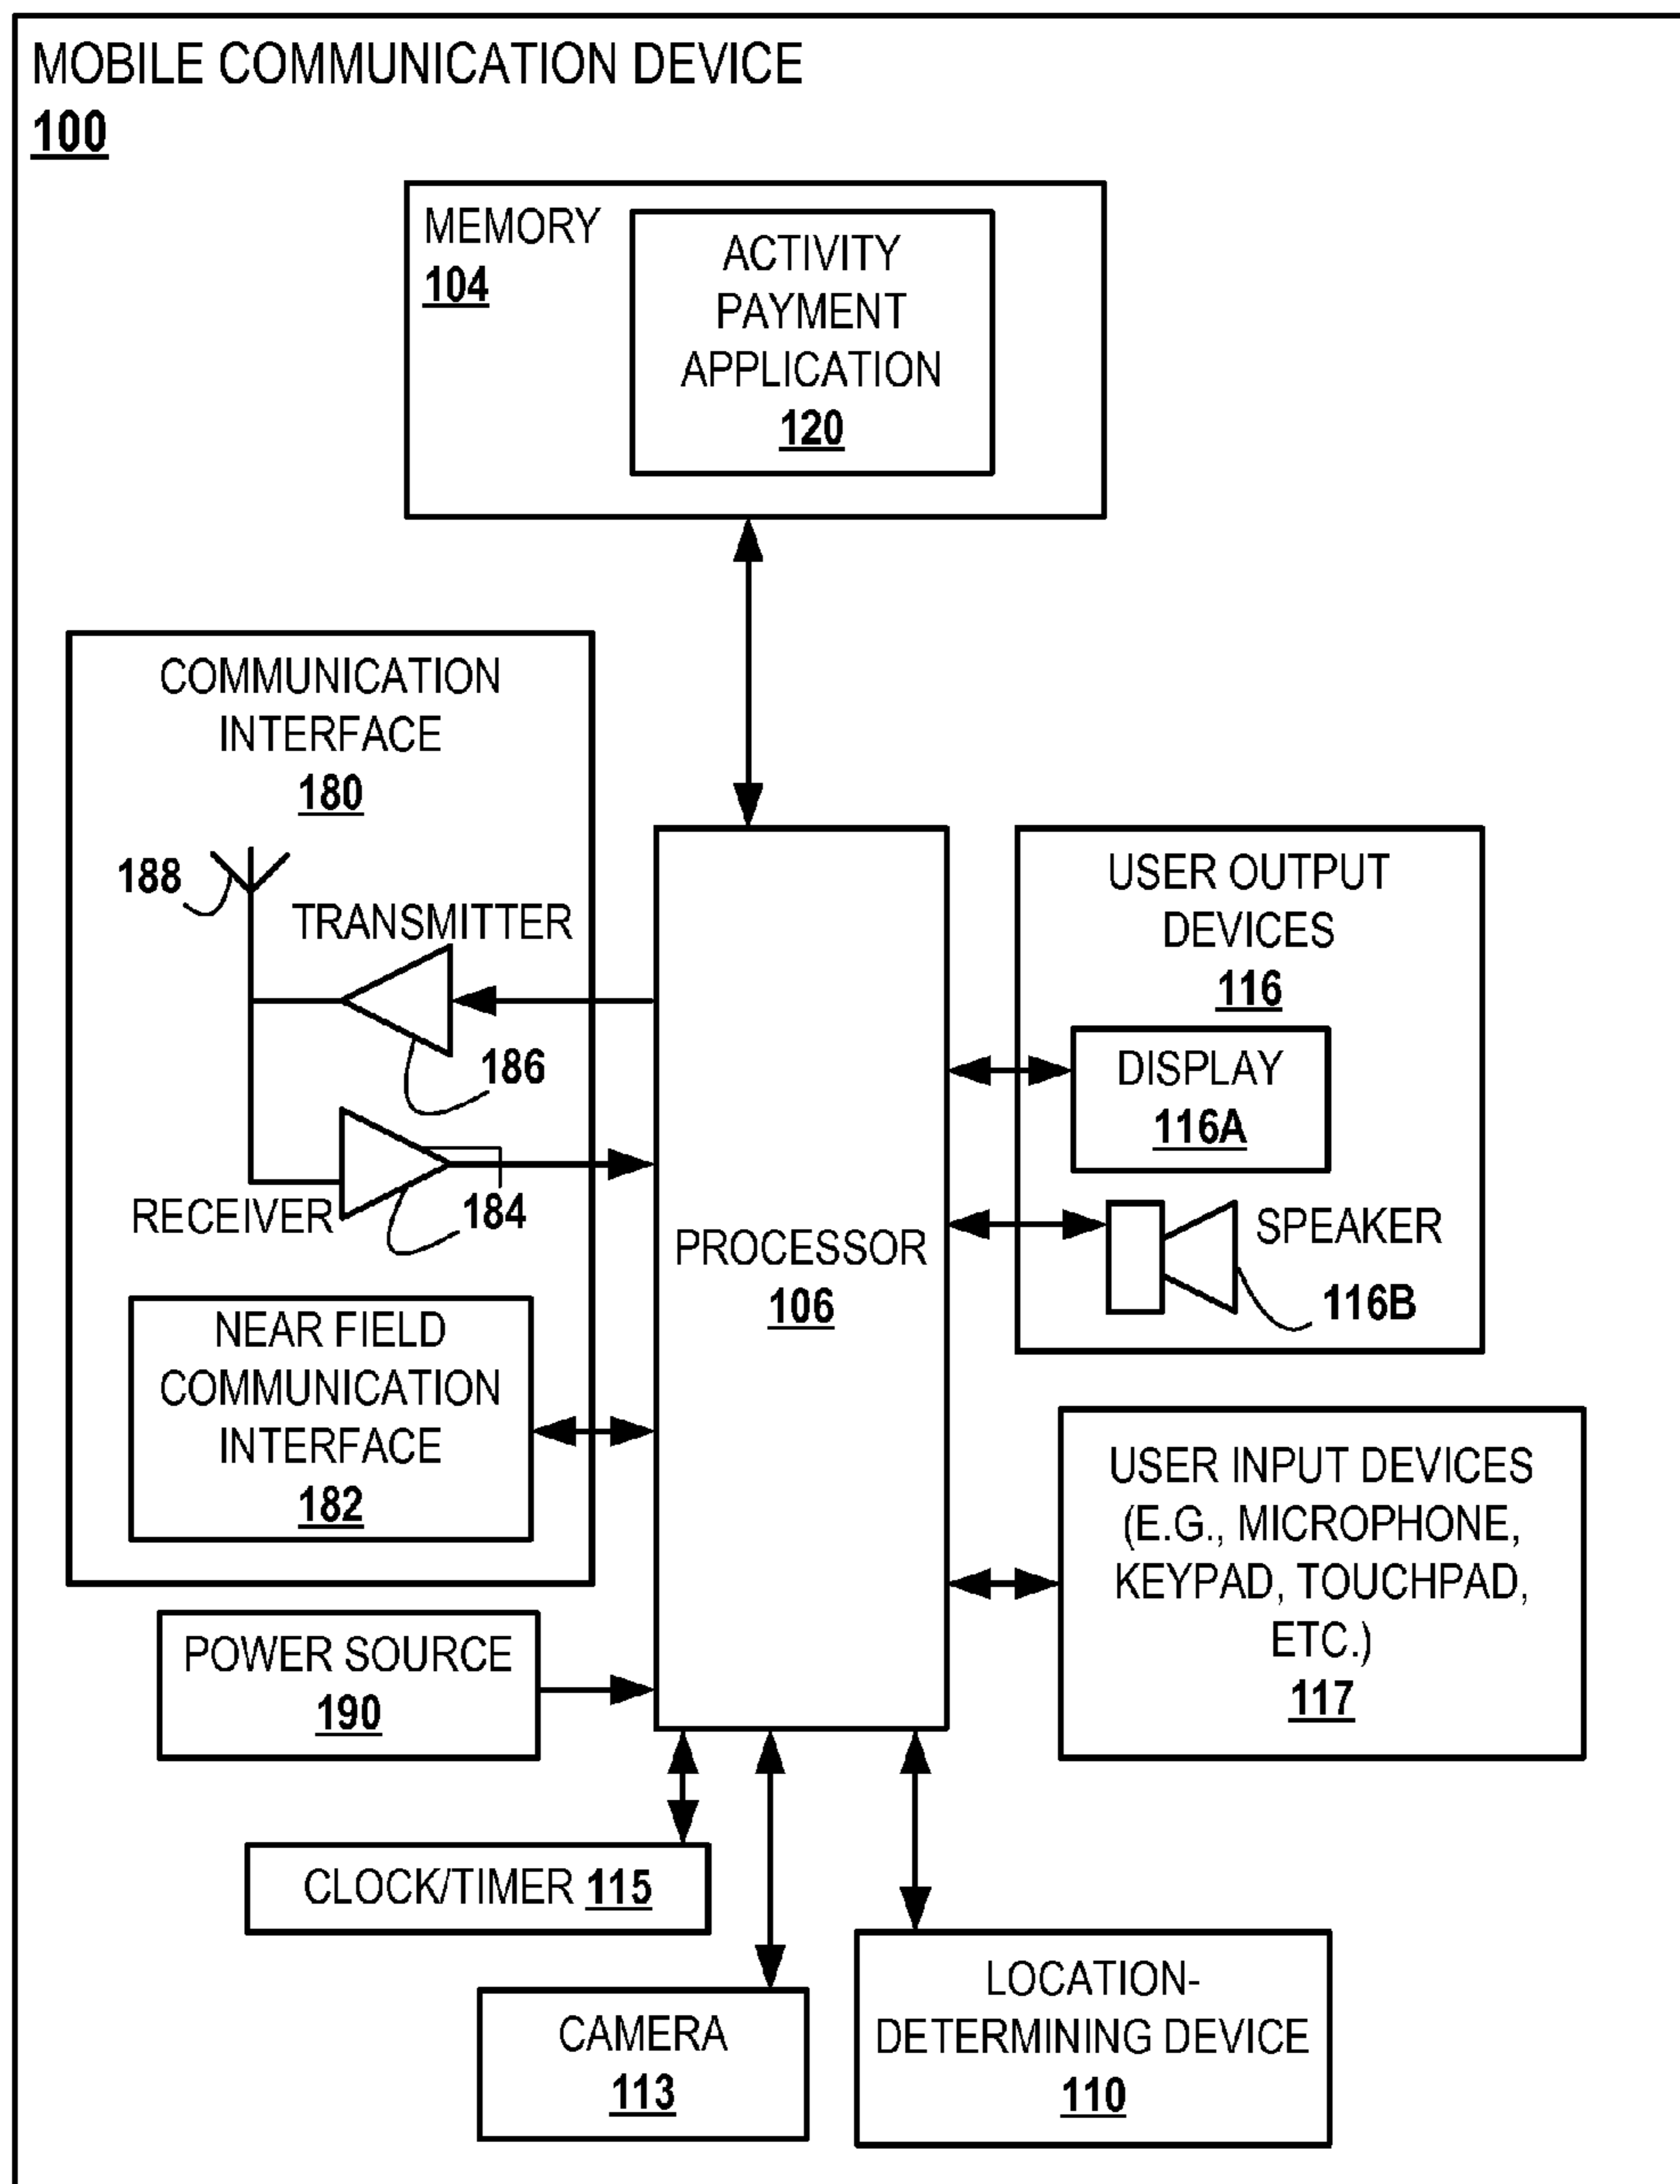 MOBILE COMMUNICATION DEVICE
100
MEMORY
104
ACTIVITY
PAYMENT
APPLICATION
120
COMMUNICATION
INTERFACE
180
188
TRANSMITTER
186
RECEIVER
184
NEAR FIELD
COMMUNICATION
INTERFACE
182
PROCESSOR
106
USER OUTPUT
DEVICES
116
DISPLAY
116A
SPEAKER
116B
USER INPUT DEVICES
(E.G., MICROPHONE,
KEYPAD, TOUCHPAD,
ETC.)
117
POWER SOURCE
190
CLOCK/TIMER 115
CAMERA
113
LOCATION-
DETERMINING DEVICE
110